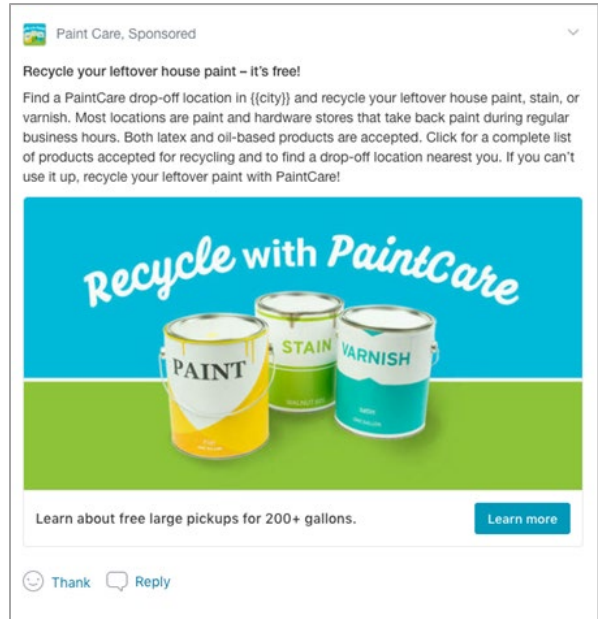 Paint Care, Sponsored
Recycle your leftover house paint – it's free!
Find a PaintCare drop-off location in {{city}} and recycle your leftover house paint, stain, or
varnish. Most locations are paint and hardware stores that take back paint during regular
business hours. Both latex and oil-based products are accepted. Click for a complete list
of products accepted for recycling and to find a drop-off location nearest you. If you can't
use it up, recycle your leftover paint with PaintCare!
Recycle with PaintCare
PAINT
STAIN
VARNISH
Learn about free large pickups for 200+ gallons.
Learn more
Thank
Reply